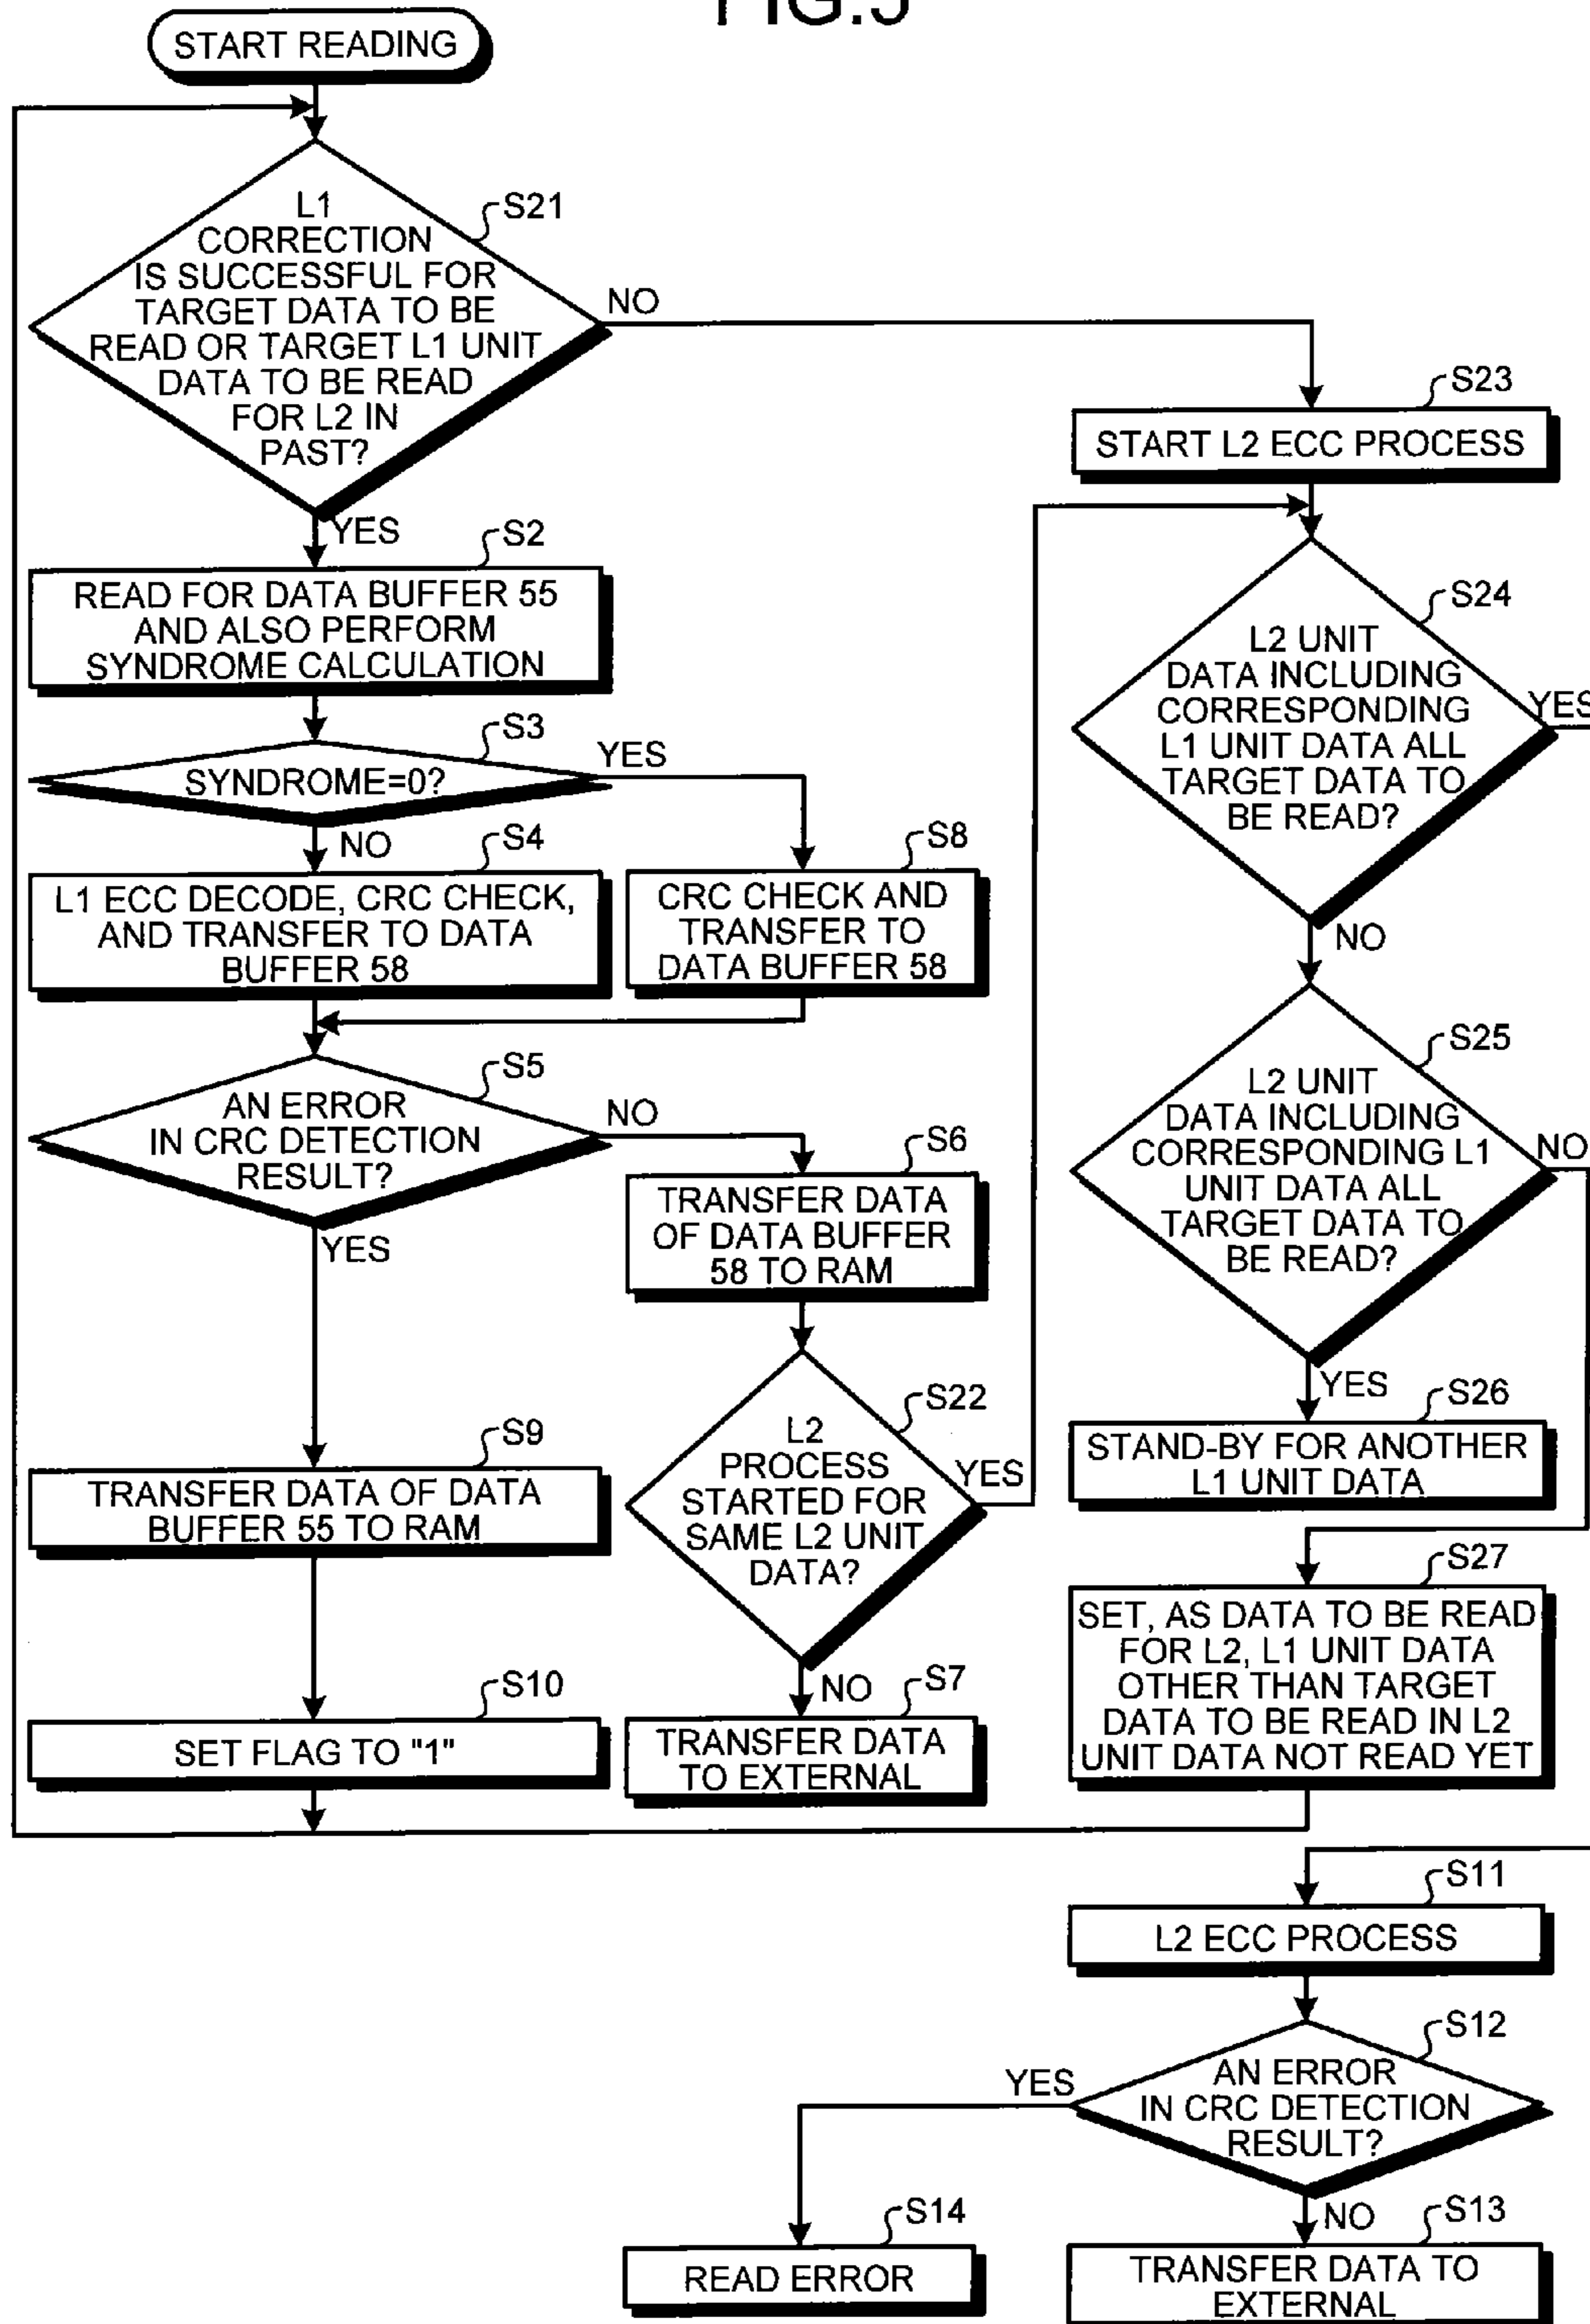 FIG.5
START READING
L1
CORRECTION
IS SUCCESSFUL FOR
TARGET DATA TO BE
READ OR TARGET L1 UNIT
DATA TO BE READ
FOR L2 IN
PAST?
S21
NO
YES
S2
READ FOR DATA BUFFER 55
AND ALSO PERFORM
SYNDROME CALCULATION
S3
SYNDROME=0?
YES
NO
S4
L1 ECC DECODE, CRC CHECK,
AND TRANSFER TO DATA
BUFFER 58
S8
CRC CHECK AND
TRANSFER TO
DATA BUFFER 58
S5
AN ERROR
IN CRC DETECTION
RESULT?
NO
YES
S6
TRANSFER DATA
OF DATA BUFFER
58 TO RAM
S22
L2
PROCESS
STARTED FOR
SAME L2 UNIT
DATA?
YES
NO
S7
TRANSFER DATA
TO EXTERNAL
S9
TRANSFER DATA OF DATA
BUFFER 55 TO RAM
S10
SET FLAG TO "1"
S23
START L2 ECC PROCESS
S24
L2 UNIT
DATA INCLUDING
CORRESPONDING
L1 UNIT DATA ALL
TARGET DATA TO
BE READ?
YES
NO
S25
L2 UNIT
DATA INCLUDING
CORRESPONDING L1
UNIT DATA ALL
TARGET DATA TO
BE READ?
NO
YES
S26
STAND-BY FOR ANOTHER
L1 UNIT DATA
S27
SET, AS DATA TO BE READ
FOR L2, L1 UNIT DATA
OTHER THAN TARGET
DATA TO BE READ IN L2
UNIT DATA NOT READ YET
S11
L2 ECC PROCESS
S12
AN ERROR
IN CRC DETECTION
RESULT?
YES
NO
S14
READ ERROR
S13
TRANSFER DATA TO
EXTERNAL